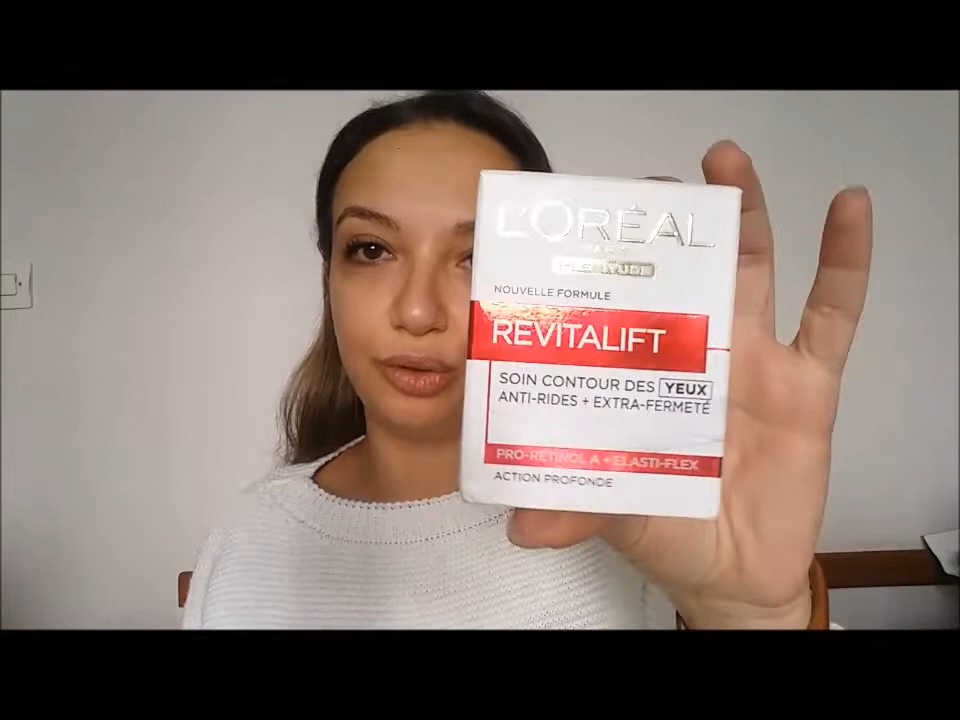 L'ORÉAL
PARIS
NOUVELLE FORMULE
REVITALIFT
SOIN CONTOUR DES YEUX
ANTI-RIDES + EXTRA-FERMETÉ
PRO-RETINOL A + ELASTI-FLEX
ACTION PROFONDE